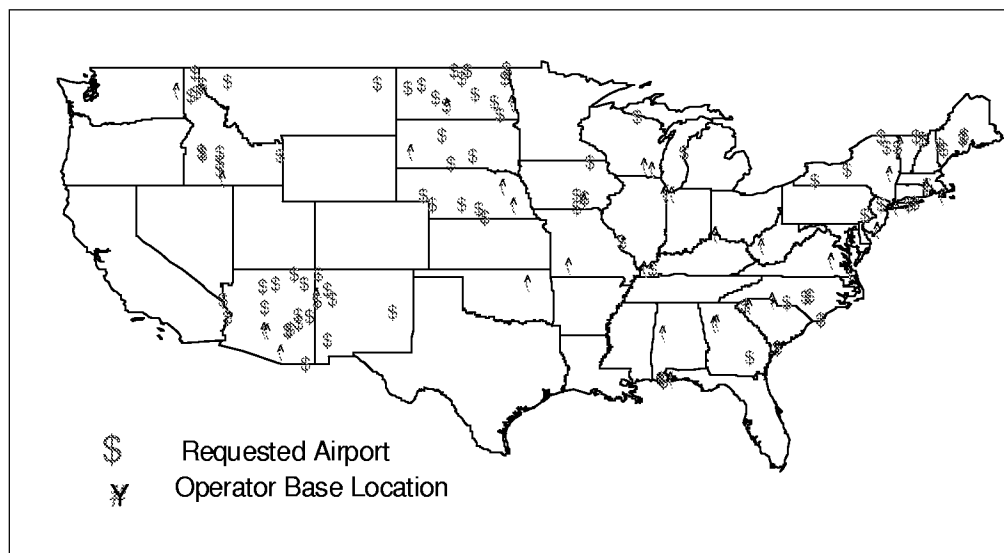 $ Requested Airport
¥ Operator Base Location